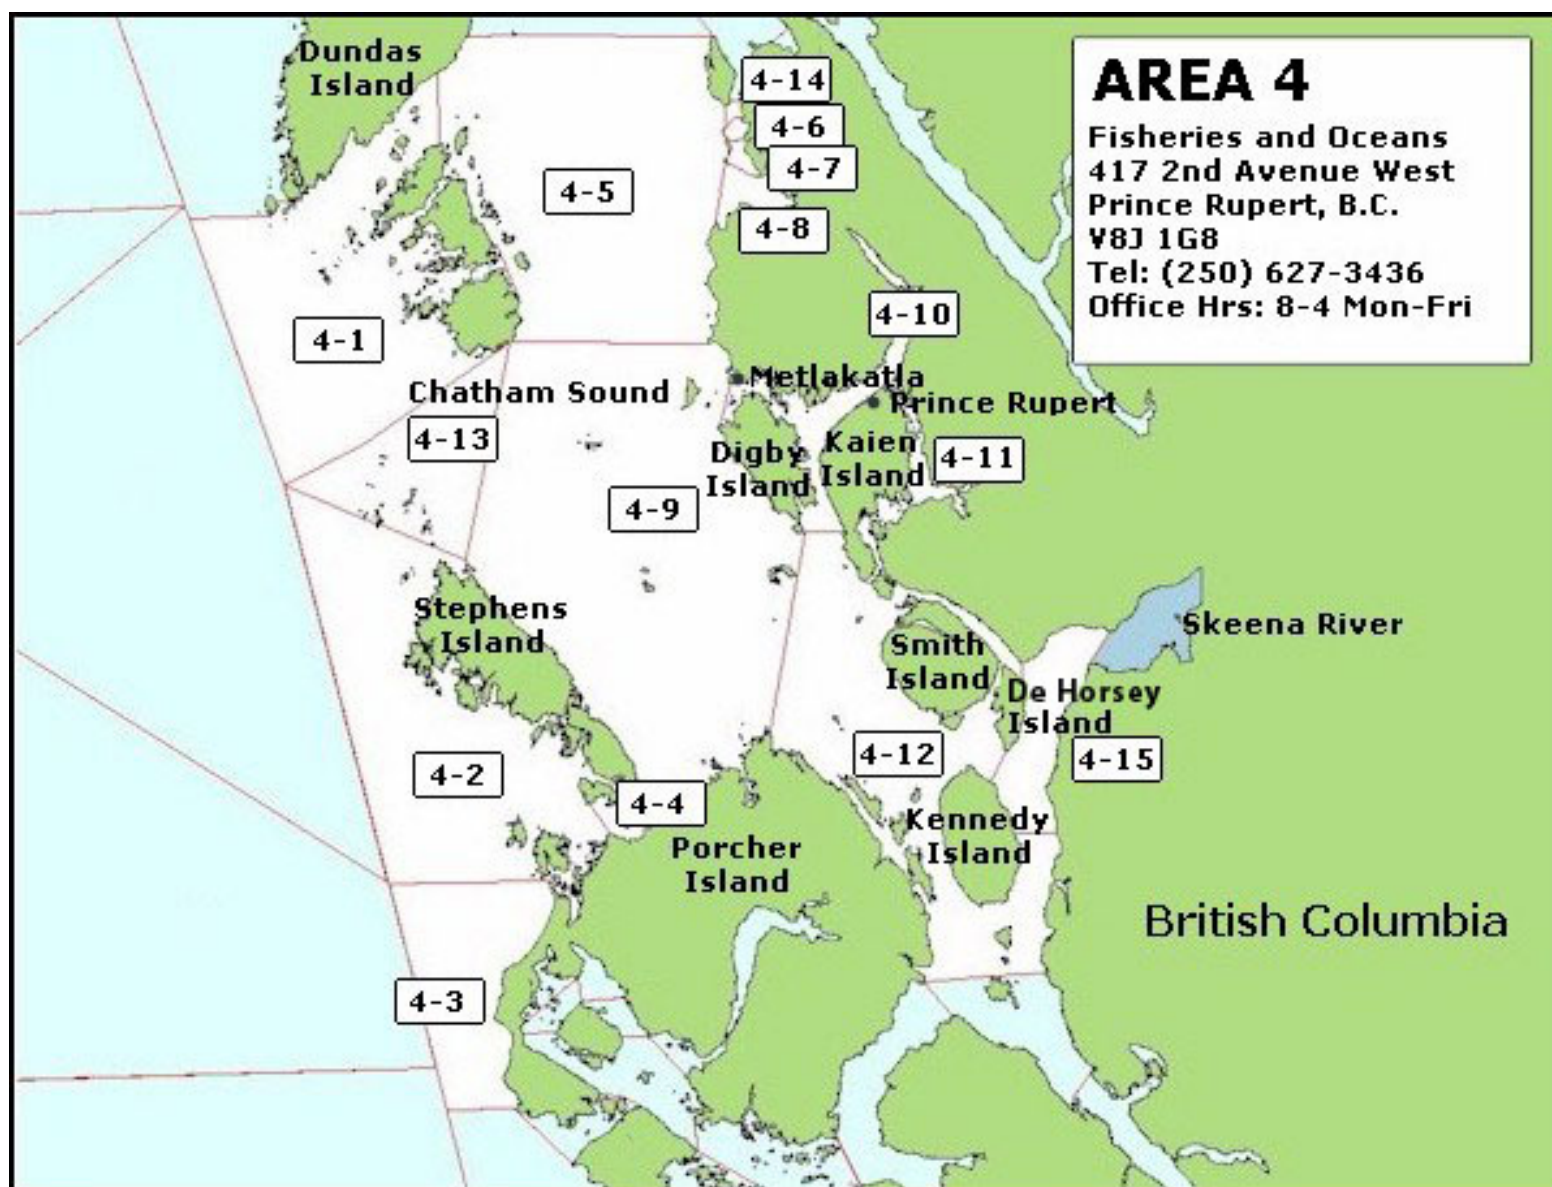 Dundas
Island
4-14
4-6
4-7
4-5
4-8
AREA 4
Fisheries and Oceans
417 2nd Avenue West
Prince Rupert, B.C.
V8J 1G8
Tel: (250) 627-3436
Office Hrs: 8-4 Mon-Fri
4-10
4-1
Metlakatla
Chatham Sound
Prince Rupert
4-13
Digby
Island
Kaien
Island
4-11
4-9
Stephens
Island
Smith
Island
Skeena River
De Horsey
Island
4-12
4-15
4-2
4-4
Kennedy
Island
Porcher
Island
British Columbia
4-3